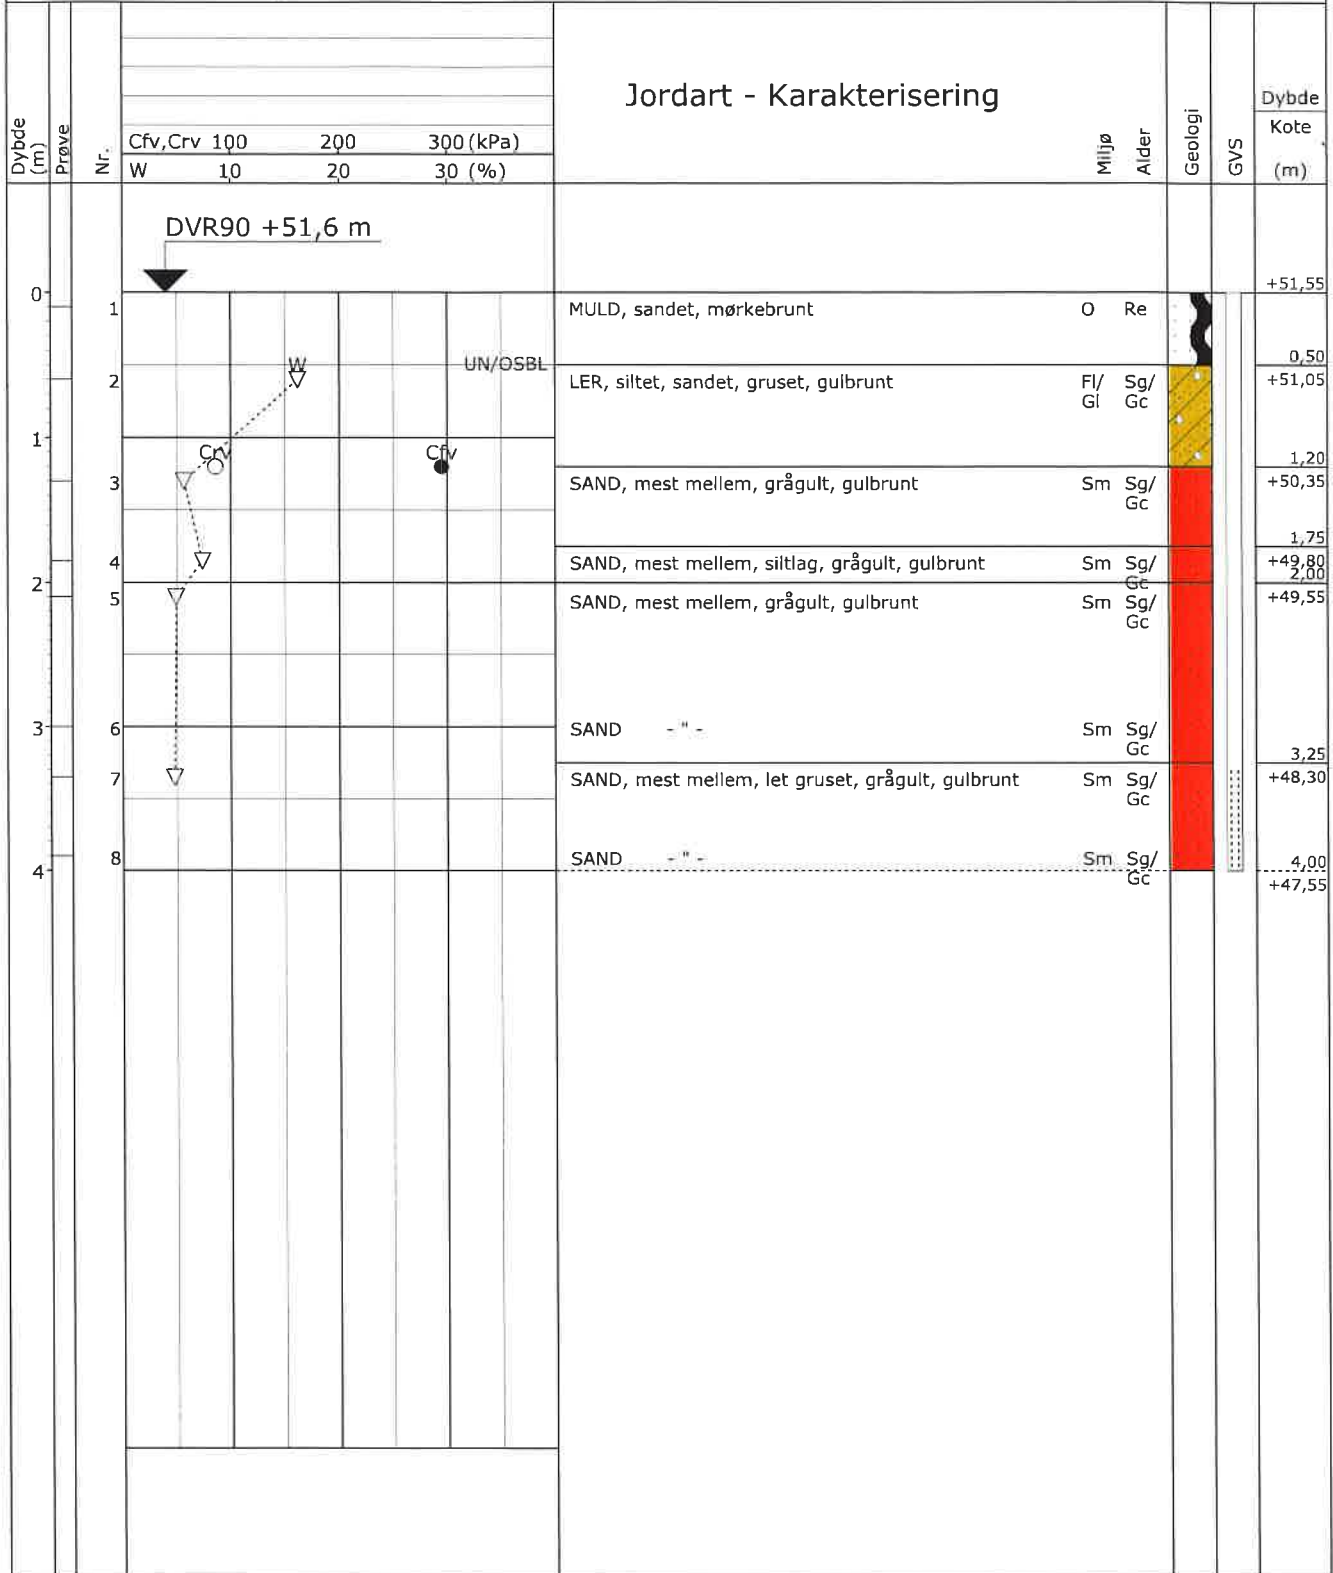 Jordart - Karakterisering
Dybde (m)
Prøve
Nr.
Cfv,Crv 100 200 300 (kPa)
W 10 20 30 (%)
Miljø
Alder
Geologi
GVS
Dybde
Kote
(m)
DVR90 +51,6 m
+51,55
0
1 MULD, sandet, mørkebrunt O Re
W UN/OSBL 0,50
2 LER, siltet, sandet, gruset, gulbrunt Fl/ Sg/ +51,05
Gl Gc
1
Crv Cfv 1,20
3 SAND, mest mellem, grågult, gulbrunt Sm Sg/ +50,35
Gc
1,75
4 SAND, mest mellem, siltlag, grågult, gulbrunt Sm Sg/ +49,80
Gc 2,00
2
5 SAND, mest mellem, grågult, gulbrunt Sm Sg/ +49,55
Gc
3 6 SAND - " - Sm Sg/
Gc 3,25
7 SAND, mest mellem, let gruset, grågult, gulbrunt Sm Sg/ +48,30
Gc
8 SAND - " - Sm Sg/ 4,00
4 Gc +47,55